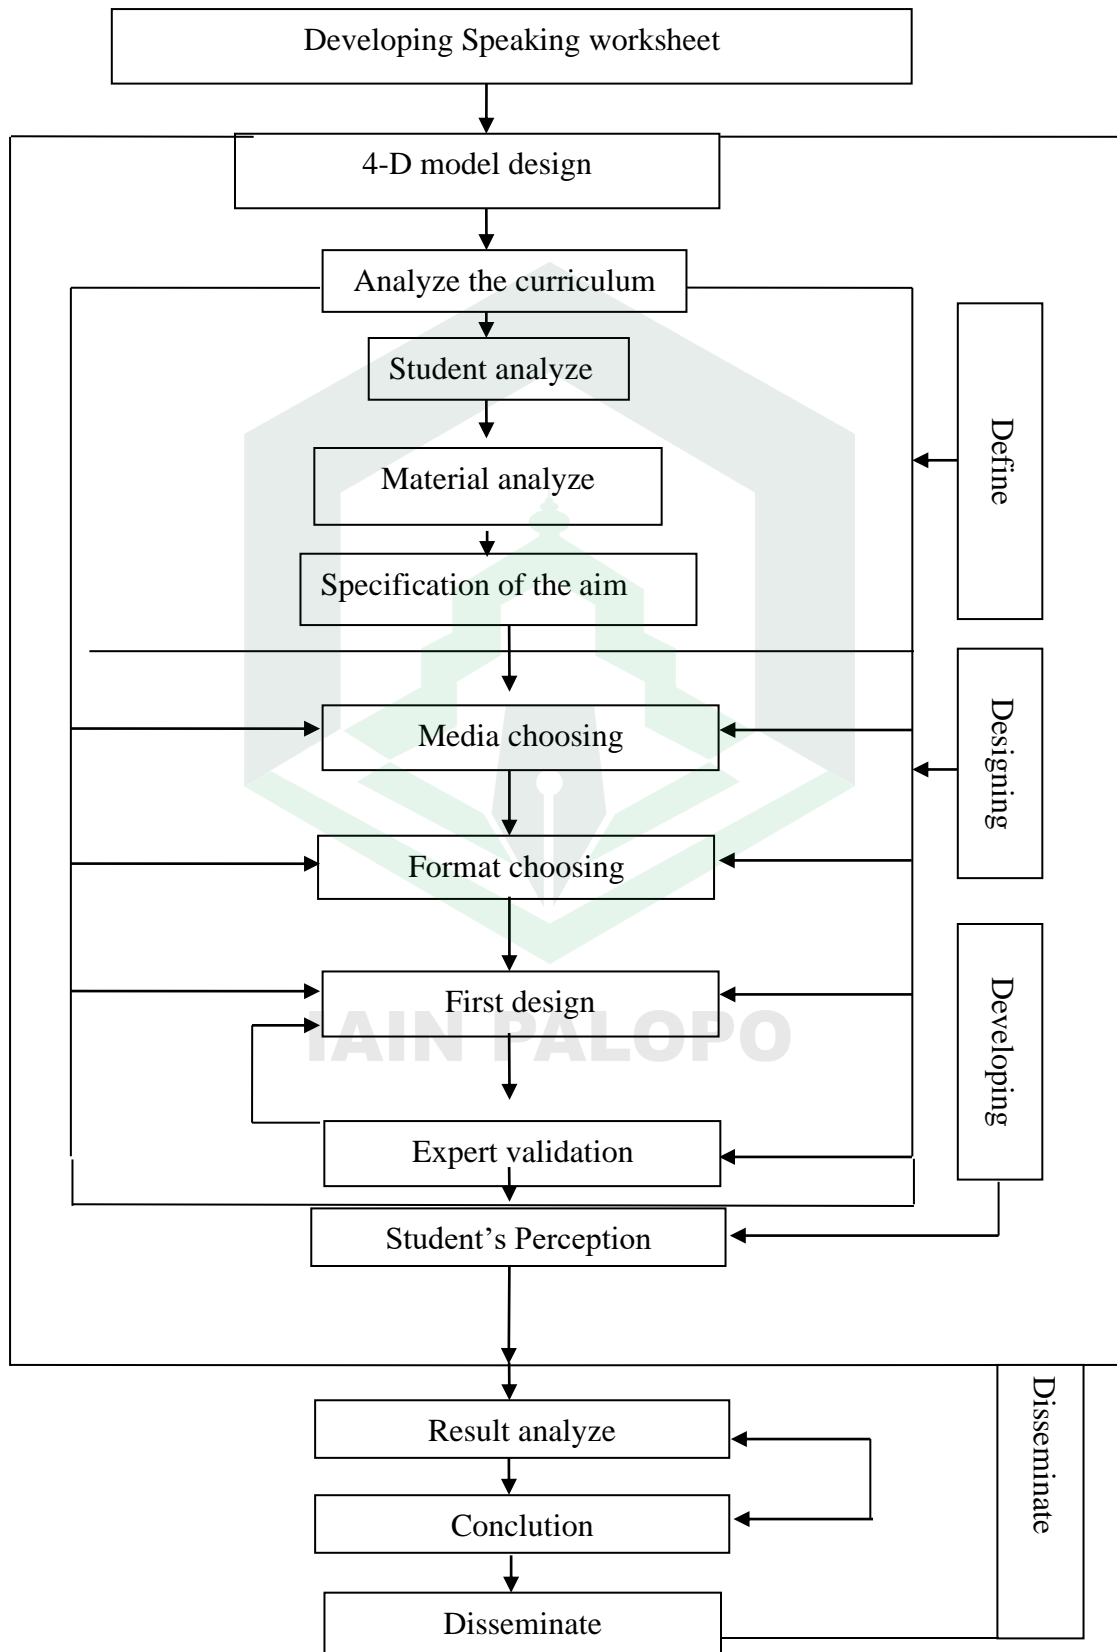 Developing Speaking worksheet
4-D model design
Analyze the curriculum
Student analyze
Material analyze
Specification of the aim
Define
Media choosing
Designing
Format choosing
First design
IAIN PALOPO
Developing
Expert validation
Student’s Perception
Result analyze
Disseminate
Conclution
Disseminate